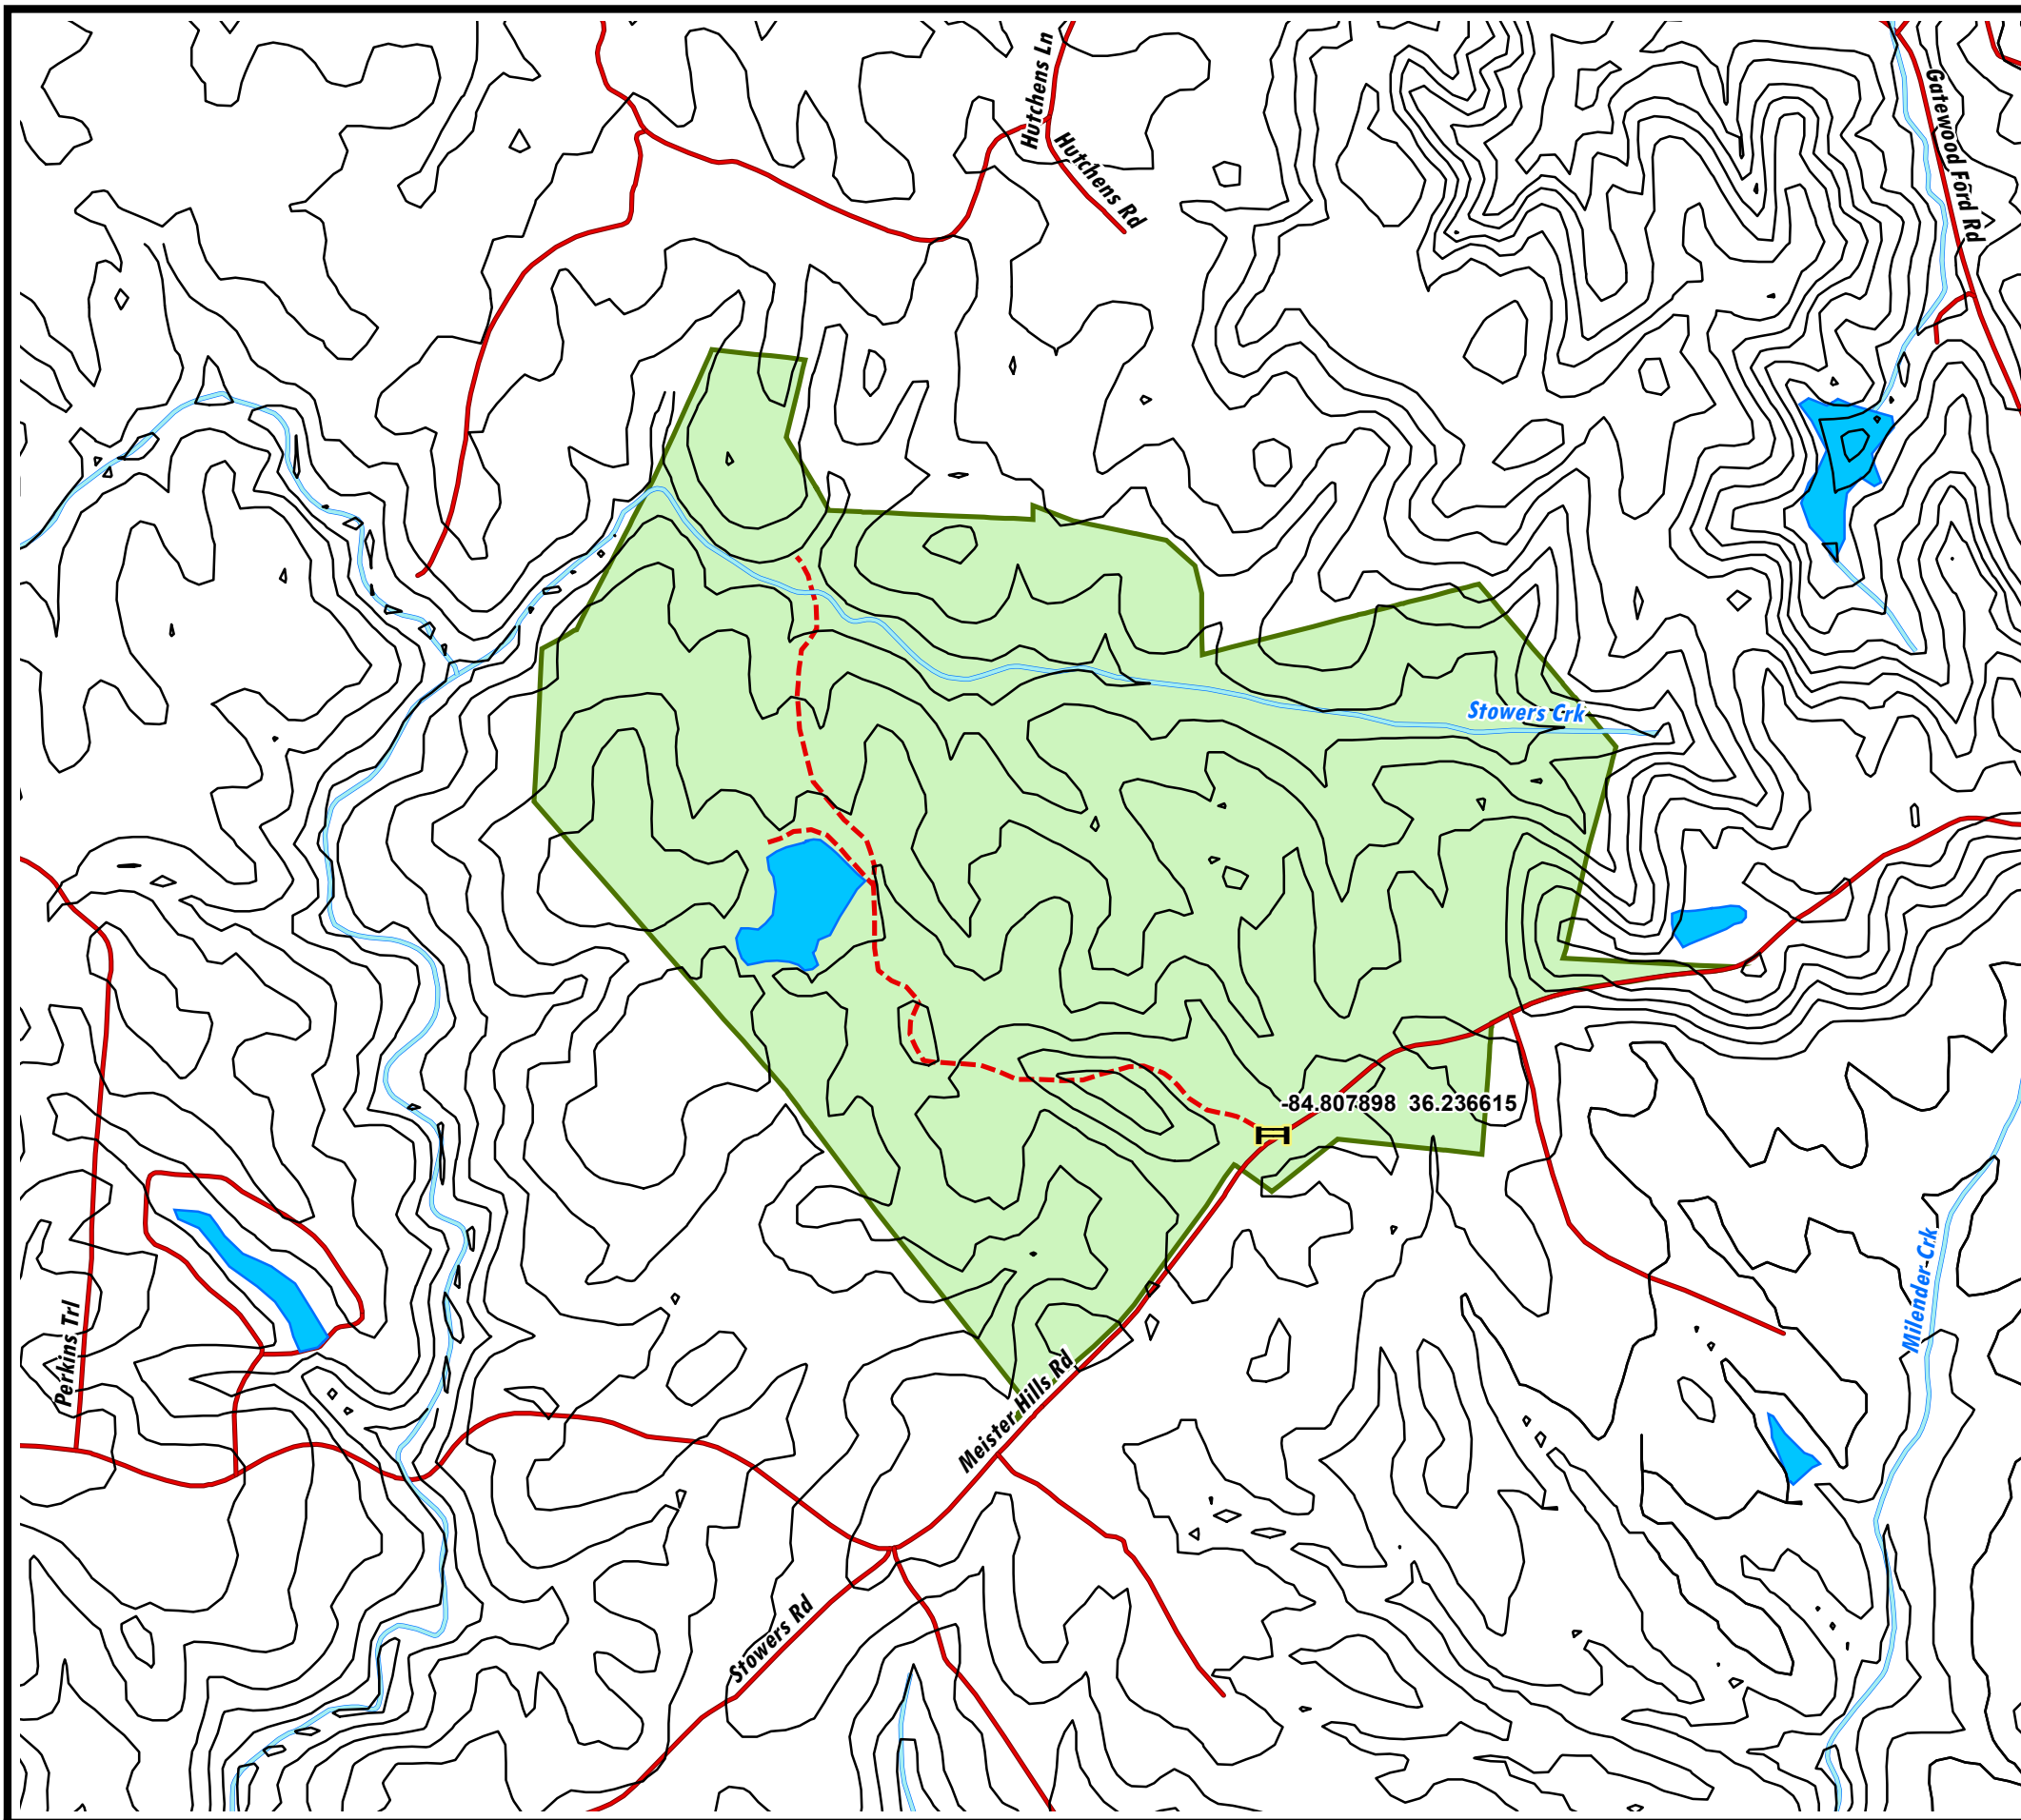 Hutchens Ln
Hutchens Rd
Gatewood Ford Rd
Stowers Crk
-84.807898 36.236615
Milender Crk
Perkins Trl
Meister Hills Rd
Stowers Rd